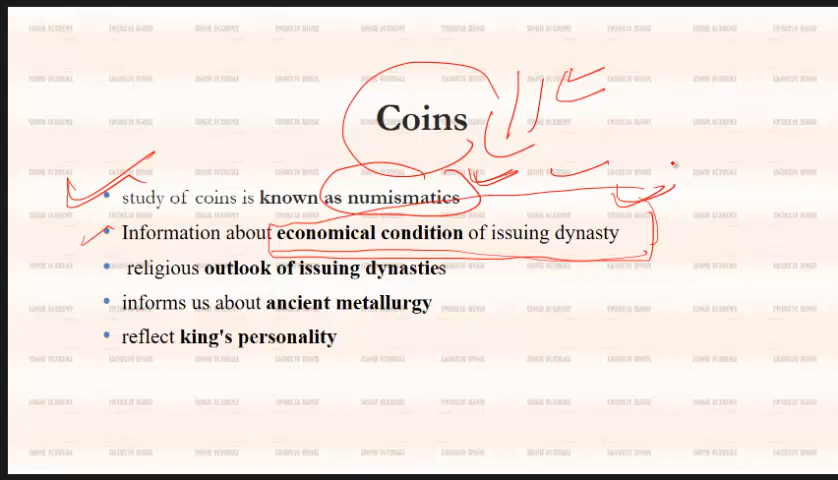 Coins
study of coins is known as numismatics
Information about economical condition of issuing dynasty
religious outlook of issuing dynasties
informs us about ancient metallurgy
reflect king's personality